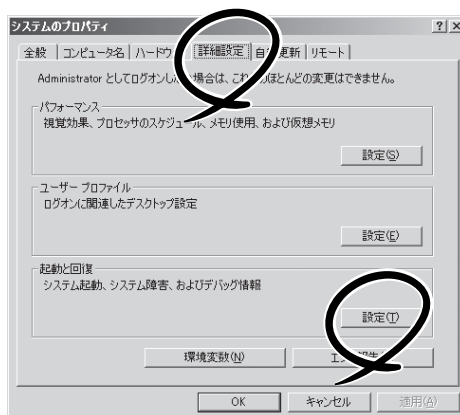 システムのプロパティ
全般 コンピュータ名 ハードウ 詳細設定 自 更新 リモート
Administrator としてログオンし 場合は、これ のほとんどの変更はできません。
パフォーマンス
視覚効果、プロセッサのスケジュール、メモリ使用、および仮想メモリ
設定(S)
ユーザー プロファイル
ログオンに関連したデスクトップ設定
設定(E)
起動と回復
システム起動、システム障害、およびデバッグ情報
設定(T)
環境変数(N)
OK キャンセル 適用(A)